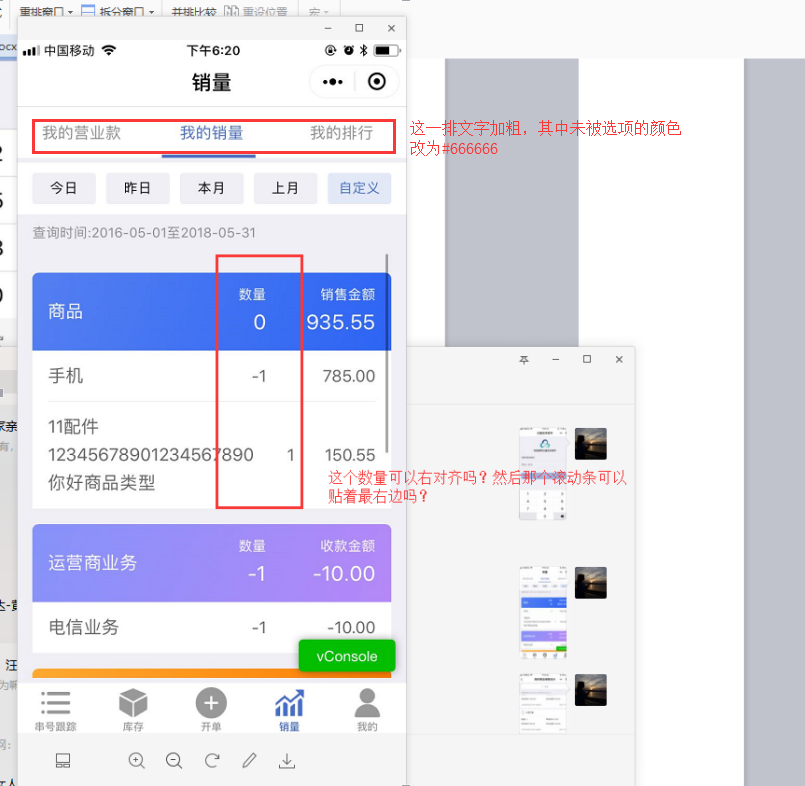 重排窗口 拆分窗口 并排比较 重设位置 宏
中国移动 下午6:20
销量
我的营业款 我的销量 我的排行
这一排文字加粗，其中未被选项的颜色
改为#666666
今日 昨日 本月 上月 自定义
查询时间:2016-05-01至2018-05-31
商品 数量 销售金额
0 935.55
手机 -1 785.00
11配件
12345678901234567890 1 150.55
你好商品类型
这个数量可以右对齐吗？然后那个滚动条可以
贴着最右边吗？
运营商业务 数量 收款金额
-1 -10.00
电信业务 -1 -10.00
vConsole
串号跟踪 库存 开单 销量 我的